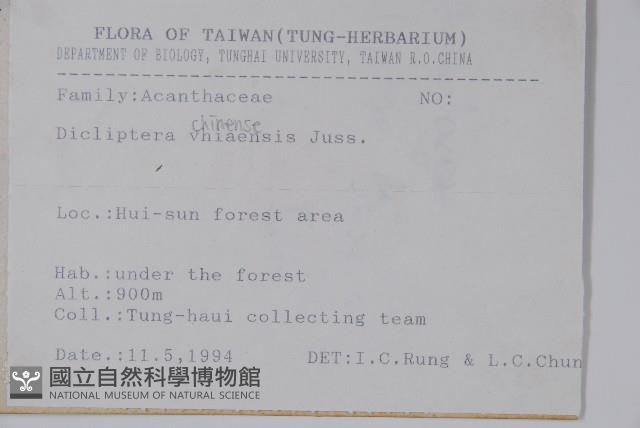 FLORA OF TAIWAN(TUNG-HERBARIUM)
DEPARTMENT OF BIOLOGY, TUNGHAI UNIVERSITY, TAIWAN R.O.CHINA
Family:Acanthaceae NO:
chinense
Dicliptera vhiaensis Juss.
Loc.:Hui-sun forest area
Hab.:under the forest
Alt.:900m
Coll.:Tung-haui collecting team
Date.:11.5,1994 DET:I.C.Rung & L.C.Chun
國立自然科學博物館
NATIONAL MUSEUM OF NATURAL SCIENCE